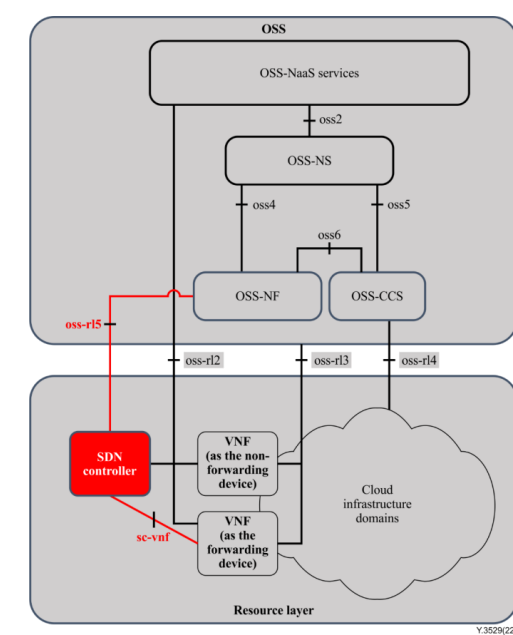 OSS
OSS-NaaS services
oss2
OSS-NS
oss4
oss5
oss6
OSS-NF
OSS-CCS
oss-rl5
oss-rl2
oss-rl3
oss-rl4
SDN
controller
VNF
(as the non-
forwarding
device)
Cloud
infrastructure
domains
sc-vnf
VNF
(as the
forwarding
device)
Resource layer
Y.3529(22